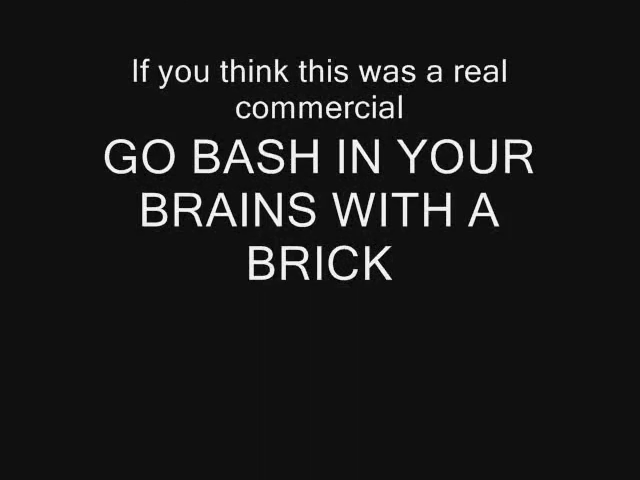 If you think this was a real
commercial
GO BASH IN YOUR
BRAINS WITH A
BRICK